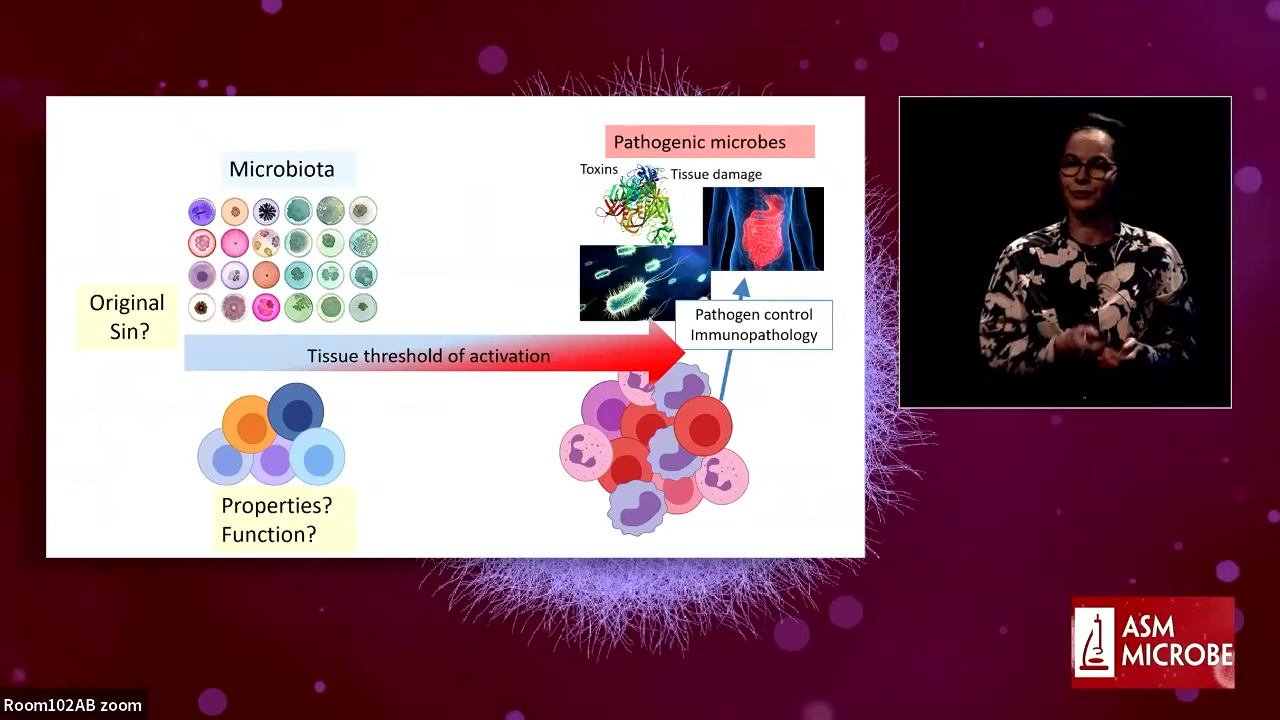 Pathogenic microbes
Toxins
Tissue damage
Microbiota
Original
Sin?
Pathogen control
Immunopathology
Tissue threshold of activation
Properties?
Function?
ASM
MICROBE
Room102AB zoom